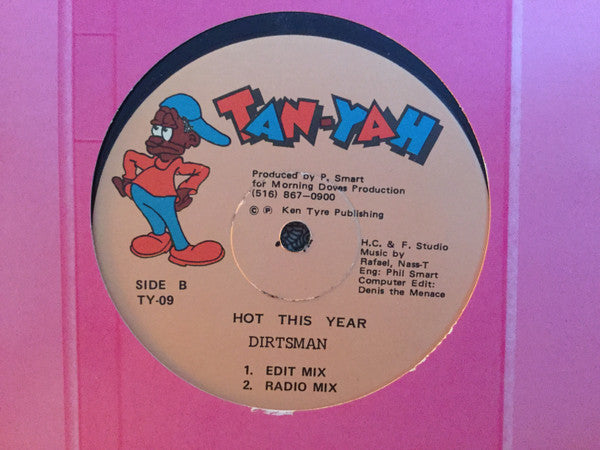 TAN-YAH
Produced by P. Smart
for Morning Doves Production
(516) 867-0900
© ℗ Ken Tyre Publishing
H.C. & F. Studio
Music by
Rafael, Nass-T
Eng: Phil Smart
Computer Edit:
Denis the Menace
SIDE B
TY-09
HOT THIS YEAR
DIRTSMAN
1. EDIT MIX
2. RADIO MIX